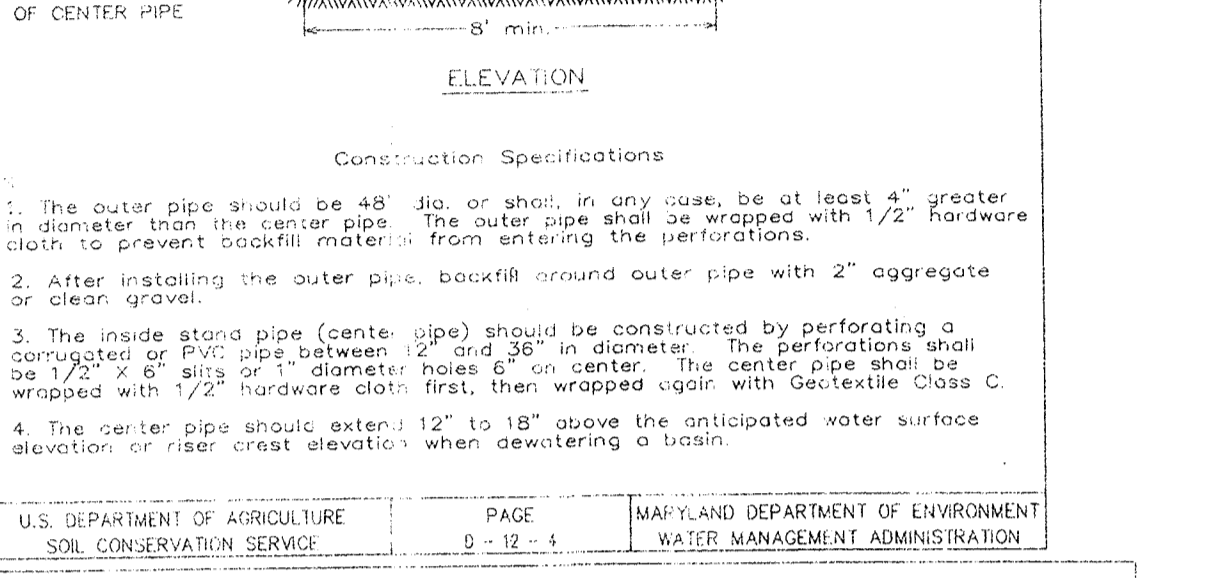 OF CENTER PIPE
8' min.
ELEVATION
Construction Specifications
1. The outer pipe should be 48" dia. or shall, in any case, be at least 4" greater
in diameter than the center pipe. The outer pipe shall be wrapped with 1/2" hardware
cloth to prevent backfill material from entering the perforations.
2. After installing the outer pipe, backfill around outer pipe with 2" aggregate
or clean gravel.
3. The inside stand pipe (center pipe) should be constructed by perforating a
corrugated or PVC pipe between 12" and 36" in diameter. The perforations shall
be 1/2" X 6" slits or 1" diameter holes 6" on center. The center pipe shall be
wrapped with 1/2" hardware cloth first, then wrapped again with Geotextile Class C.
4. The center pipe should extend 12" to 18" above the anticipated water surface
elevation or riser crest elevation when dewatering a basin.
U.S. DEPARTMENT OF AGRICULTURE
SOIL CONSERVATION SERVICE
PAGE
D - 12 - 4
MARYLAND DEPARTMENT OF ENVIRONMENT
WATER MANAGEMENT ADMINISTRATION